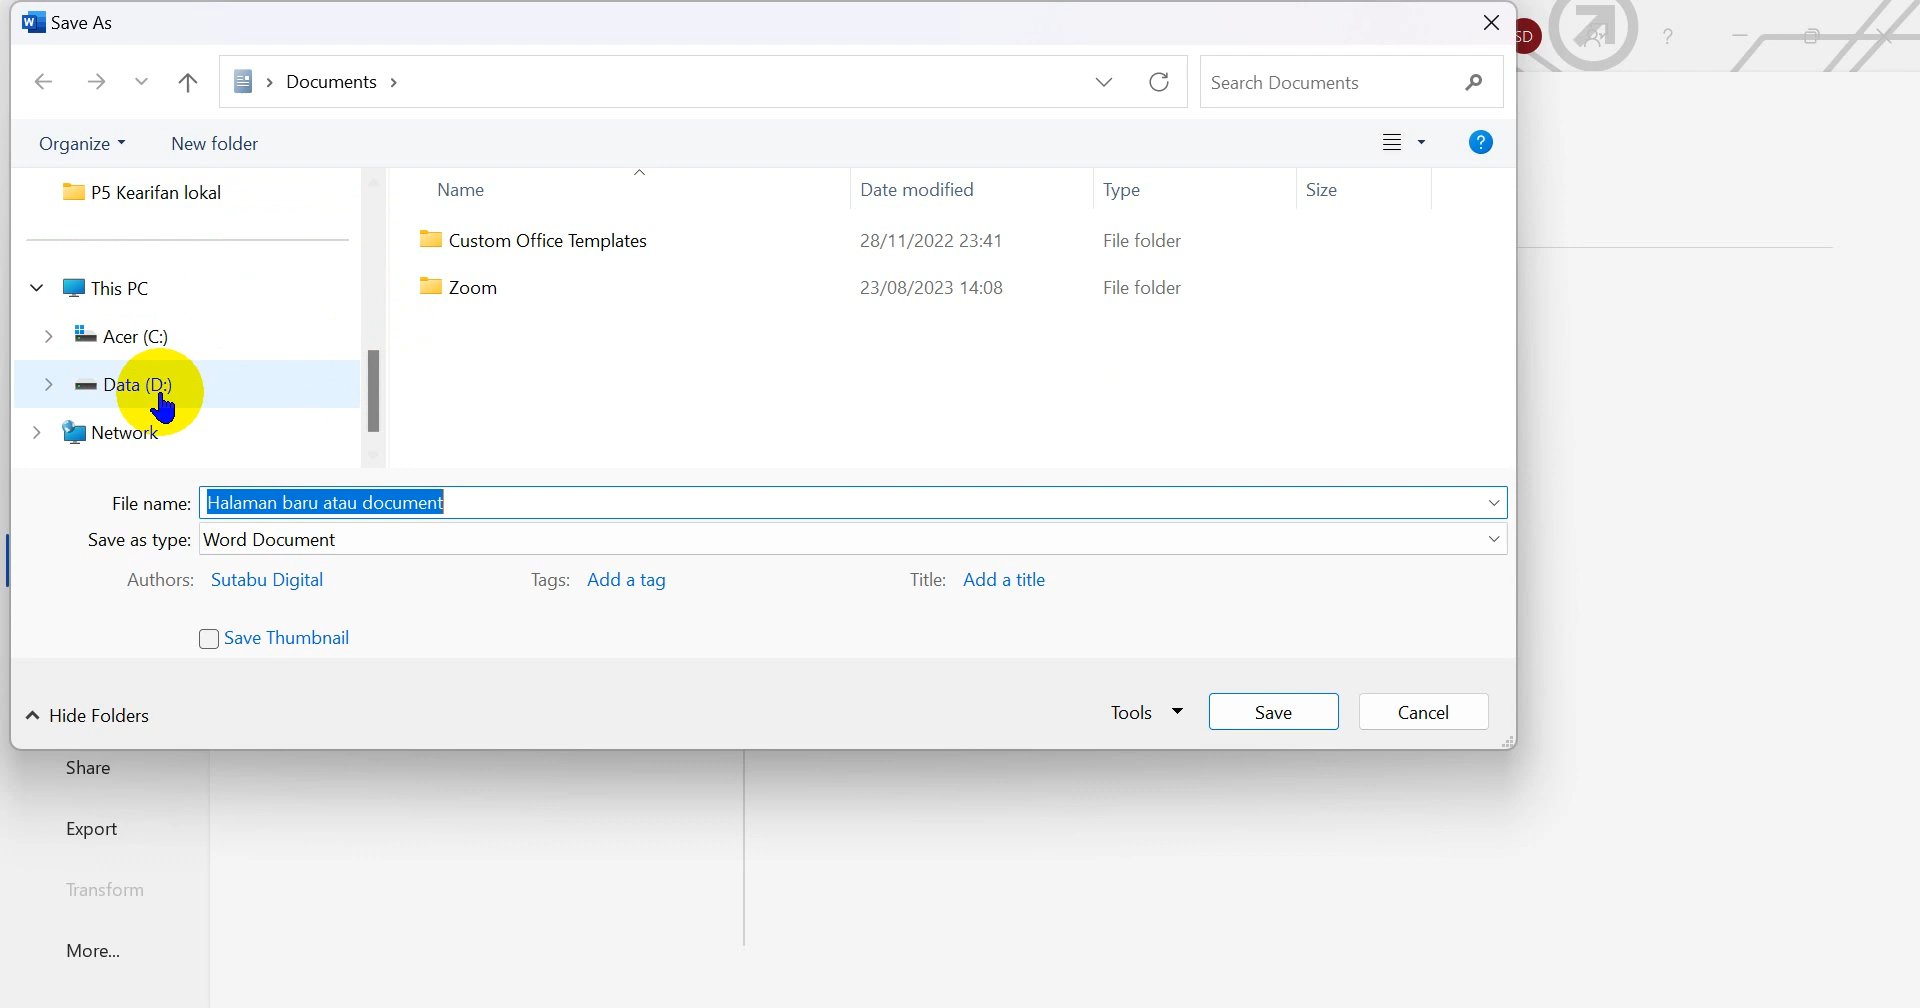 Save As
SD
?
Documents
Search Documents
Organize
New folder
?
P5 Kearifan lokal
Name
Date modified
Type
Size
Custom Office Templates
28/11/2022 23:41
File folder
This PC
Zoom
23/08/2023 14:08
File folder
Acer (C:)
Data (D:)
Network
File name: Halaman baru atau document
Save as type: Word Document
Authors: Sutabu Digital
Tags: Add a tag
Title: Add a title
Save Thumbnail
Hide Folders
Tools
Save
Cancel
Share
Export
Transform
More...